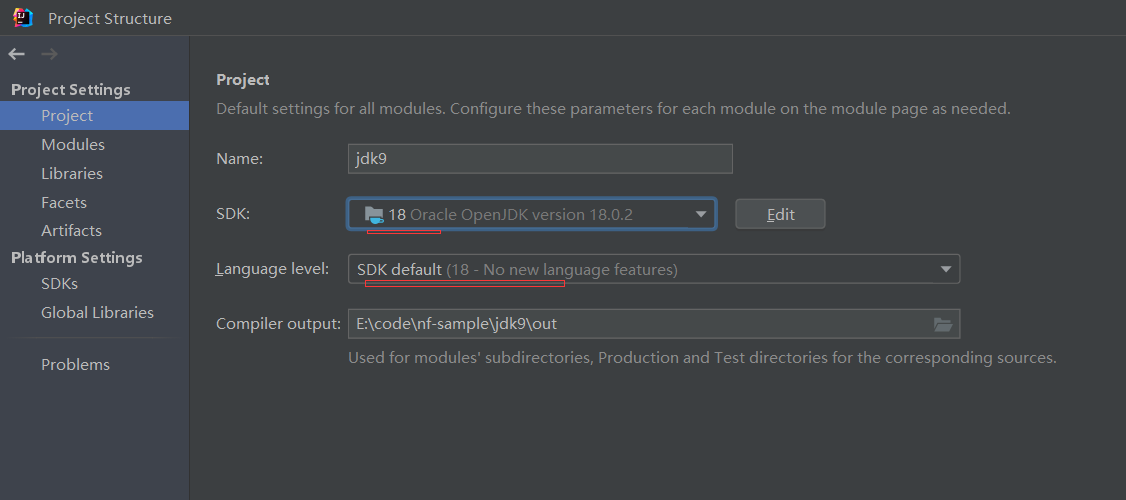 Project Structure
Project Settings
Project
Modules
Libraries
Facets
Artifacts
Platform Settings
SDKs
Global Libraries
Problems
Project
Default settings for all modules. Configure these parameters for each module on the module page as needed.
Name: jdk9
SDK: 18 Oracle OpenJDK version 18.0.2 Edit
Language level: SDK default (18 - No new language features)
Compiler output: E:\code\nf-sample\jdk9\out
Used for modules' subdirectories, Production and Test directories for the corresponding sources.